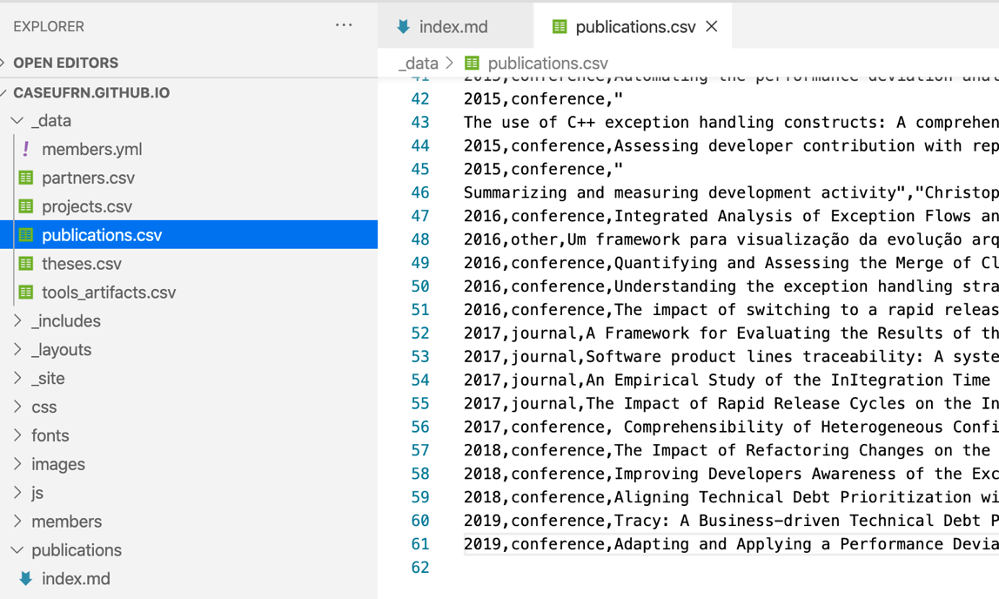 EXPLORER
...
OPEN EDITORS
CASEUFRN.GITHUB.IO
_data
! members.yml
partners.csv
projects.csv
publications.csv
theses.csv
tools_artifacts.csv
_includes
_layouts
_site
css
fonts
images
js
members
publications
index.md
index.md
publications.csv
_data > publications.csv
41 2015,conference,Automating the performance deviation anal
42 2015,conference,"
43 The use of C++ exception handling constructs: A comprehen
44 2015,conference,Assessing developer contribution with rep
45 2015,conference,"
46 Summarizing and measuring development activity","Christop
47 2016,conference,Integrated Analysis of Exception Flows an
48 2016,other,Um framework para visualização da evolução arq
49 2016,conference,Quantifying and Assessing the Merge of Cl
50 2016,conference,Understanding the exception handling stra
51 2016,conference,The impact of switching to a rapid releas
52 2017,journal,A Framework for Evaluating the Results of th
53 2017,journal,Software product lines traceability: A syste
54 2017,journal,An Empirical Study of the InItegration Time
55 2017,journal,The Impact of Rapid Release Cycles on the In
56 2017,conference, Comprehensibility of Heterogeneous Confi
57 2018,conference,The Impact of Refactoring Changes on the
58 2018,conference,Improving Developers Awareness of the Exc
59 2018,conference,Aligning Technical Debt Prioritization wi
60 2019,conference,Tracy: A Business-driven Technical Debt P
61 2019,conference,Adapting and Applying a Performance Devia
62